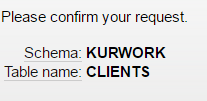 Please confirm your request.
Schema: KURWORK
Table name: CLIENTS